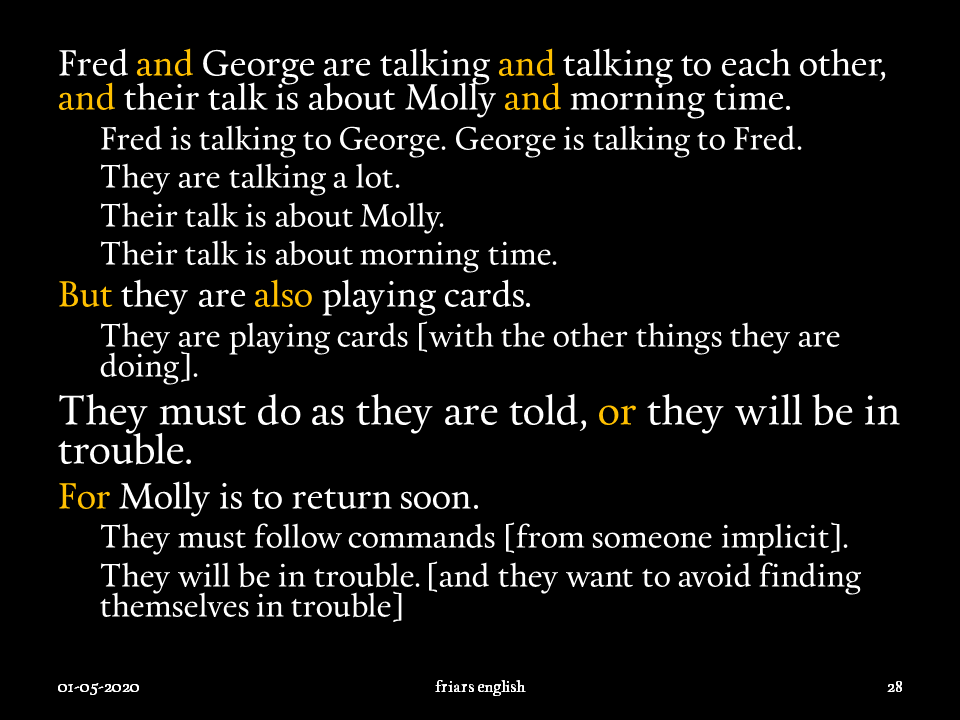 Fred and George are talking and talking to each other,
and their talk is about Molly and morning time.
Fred is talking to George. George is talking to Fred.
They are talking a lot.
Their talk is about Molly.
Their talk is about morning time.
But they are also playing cards.
They are playing cards [with the other things they are
doing].
They must do as they are told, or they will be in
trouble.
For Molly is to return soon.
They must follow commands [from someone implicit].
They will be in trouble. [and they want to avoid finding
themselves in trouble]
01-05-2020 friars english 28